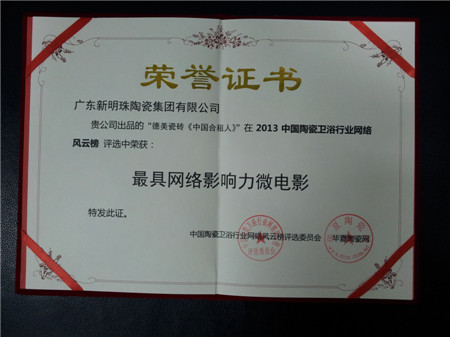 荣誉证书
广东新明珠陶瓷集团有限公司
贵公司出品的“德美瓷砖《中国合租人》”在 2013 中国陶瓷卫浴行业网络
风云榜 评选中荣获：
最具网络影响力微电影
特发此证。
中国陶瓷卫浴行业网络风云榜评选委员会 华夏陶瓷网